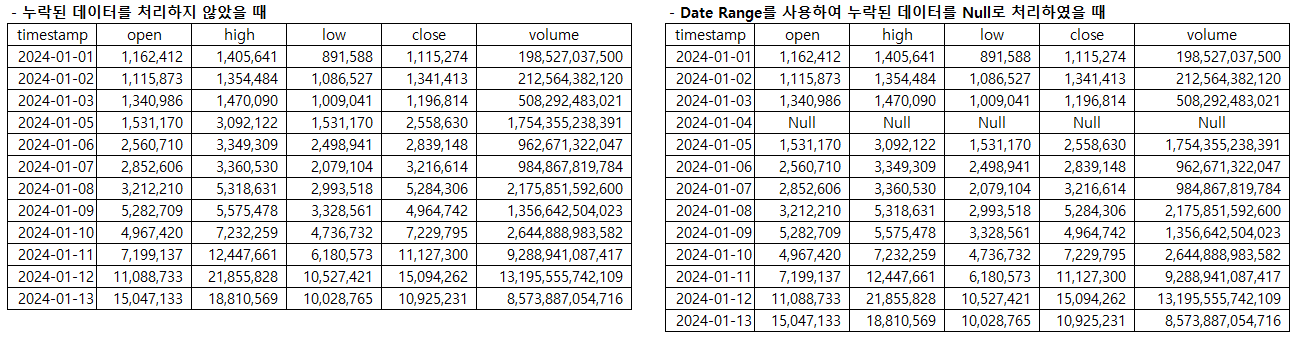 - 누락된 데이터를 처리하지 않았을 때
timestamp open high low close volume
2024-01-01 1,162,412 1,405,641 891,588 1,115,274 198,527,037,500
2024-01-02 1,115,873 1,354,484 1,086,527 1,341,413 212,564,382,120
2024-01-03 1,340,986 1,470,090 1,009,041 1,196,814 508,292,483,021
2024-01-05 1,531,170 3,092,122 1,531,170 2,558,630 1,754,355,238,391
2024-01-06 2,560,710 3,349,309 2,498,941 2,839,148 962,671,322,047
2024-01-07 2,852,606 3,360,530 2,079,104 3,216,614 984,867,819,784
2024-01-08 3,212,210 5,318,631 2,993,518 5,284,306 2,175,851,592,600
2024-01-09 5,282,709 5,575,478 3,328,561 4,964,742 1,356,642,504,023
2024-01-10 4,967,420 7,232,259 4,736,732 7,229,795 2,644,888,983,582
2024-01-11 7,199,137 12,447,661 6,180,573 11,127,300 9,288,941,087,417
2024-01-12 11,088,733 21,855,828 10,527,421 15,094,262 13,195,555,742,109
2024-01-13 15,047,133 18,810,569 10,028,765 10,925,231 8,573,887,054,716
- Date Range를 사용하여 누락된 데이터를 Null로 처리하였을 때
timestamp open high low close volume
2024-01-01 1,162,412 1,405,641 891,588 1,115,274 198,527,037,500
2024-01-02 1,115,873 1,354,484 1,086,527 1,341,413 212,564,382,120
2024-01-03 1,340,986 1,470,090 1,009,041 1,196,814 508,292,483,021
2024-01-04 Null Null Null Null Null
2024-01-05 1,531,170 3,092,122 1,531,170 2,558,630 1,754,355,238,391
2024-01-06 2,560,710 3,349,309 2,498,941 2,839,148 962,671,322,047
2024-01-07 2,852,606 3,360,530 2,079,104 3,216,614 984,867,819,784
2024-01-08 3,212,210 5,318,631 2,993,518 5,284,306 2,175,851,592,600
2024-01-09 5,282,709 5,575,478 3,328,561 4,964,742 1,356,642,504,023
2024-01-10 4,967,420 7,232,259 4,736,732 7,229,795 2,644,888,983,582
2024-01-11 7,199,137 12,447,661 6,180,573 11,127,300 9,288,941,087,417
2024-01-12 11,088,733 21,855,828 10,527,421 15,094,262 13,195,555,742,109
2024-01-13 15,047,133 18,810,569 10,028,765 10,925,231 8,573,887,054,716